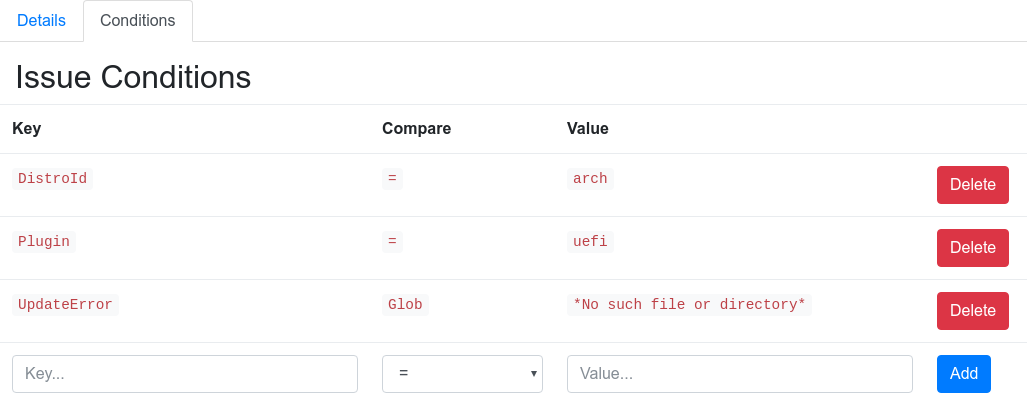 Details Conditions
Issue Conditions
Key Compare Value
DistroId = arch Delete
Plugin = uefi Delete
UpdateError Glob *No such file or directory* Delete
Key... = Value... Add